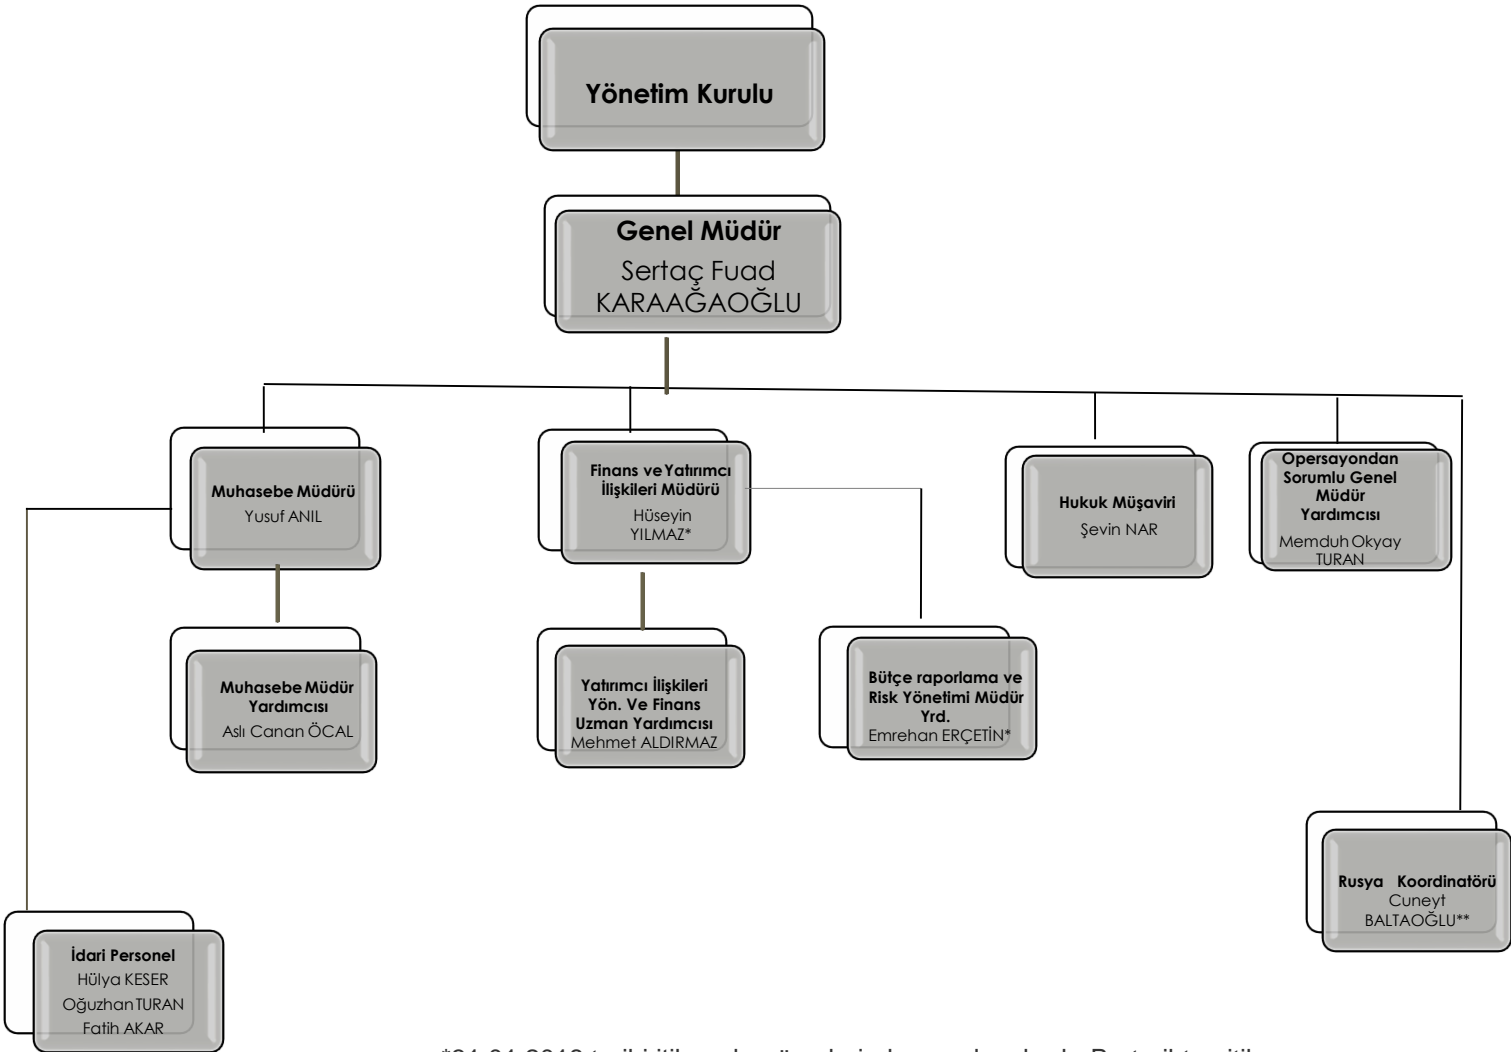 Yönetim Kurulu
Genel Müdür
Sertaç Fuad
KARAAĞAOĞLU
Muhasebe Müdürü
Yusuf ANIL
Finans ve Yatırımcı
İlişkileri Müdürü
Hüseyin
YILMAZ*
Hukuk Müşaviri
Şevin NAR
Opersayondan
Sorumlu Genel
Müdür
Yardımcısı
Memduh Okyay
TURAN
Muhasebe Müdür
Yardımcısı
Aslı Canan ÖCAL
Yatırımcı İlişkileri
Yön. Ve Finans
Uzman Yardımcısı
Mehmet ALDIRMAZ
Bütçe raporlama ve
Risk Yönetimi Müdür
Yrd.
Emrehan ERÇETİN*
Rusya Koordinatörü
Cuneyt
BALTAOĞLU**
İdari Personel
Hülya KESER
Oğuzhan TURAN
Fatih AKAR